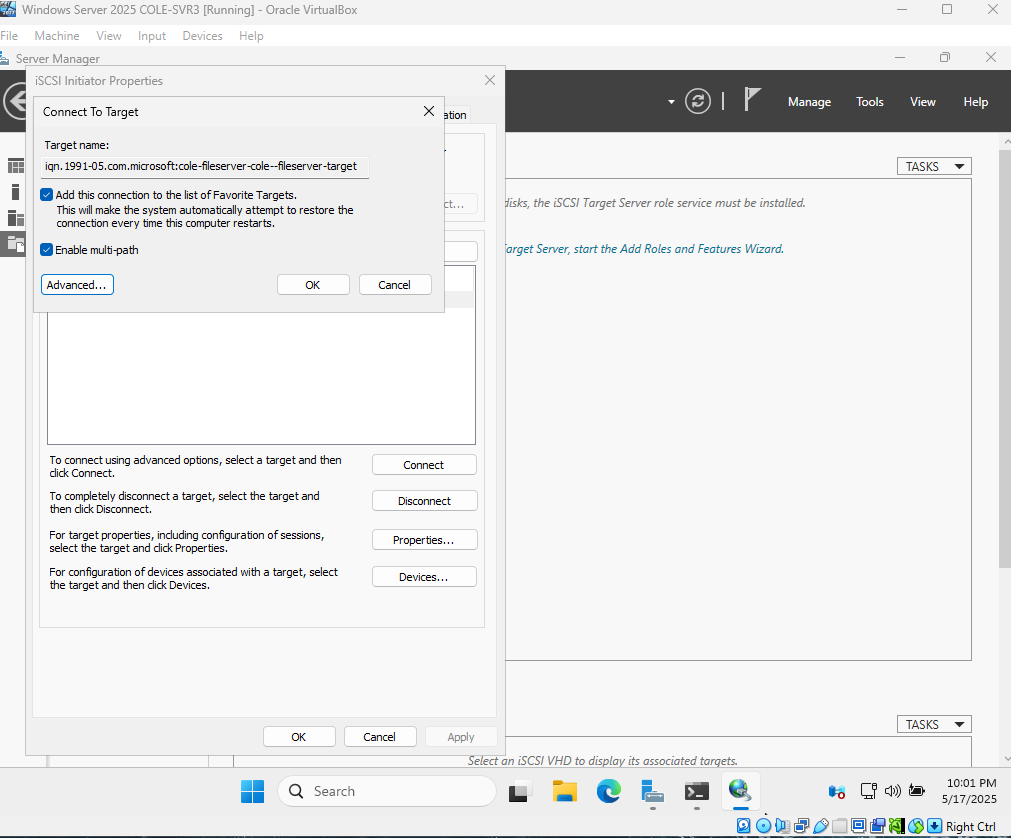 Windows Server 2025 COLE-SVR3 [Running] - Oracle VirtualBox
File Machine View Input Devices Help
Server Manager
iSCSI Initiator Properties
Manage Tools View Help
Connect To Target
ation
Target name:
iqn.1991-05.com.microsoft:cole-fileserver-cole--fileserver-target
TASKS
Add this connection to the list of Favorite Targets.
This will make the system automatically attempt to restore the
connection every time this computer restarts.
ct...
disks, the iSCSI Target Server role service must be installed.
Enable multi-path
arget Server, start the Add Roles and Features Wizard.
Advanced...
OK
Cancel
To connect using advanced options, select a target and then
click Connect.
Connect
To completely disconnect a target, select the target and
then click Disconnect.
Disconnect
For target properties, including configuration of sessions,
select the target and click Properties.
Properties...
For configuration of devices associated with a target, select
the target and then click Devices.
Devices...
OK
Cancel
Apply
TASKS
Select an iSCSI VHD to display its associated targets.
Search
10:01 PM
5/17/2025
Right Ctrl